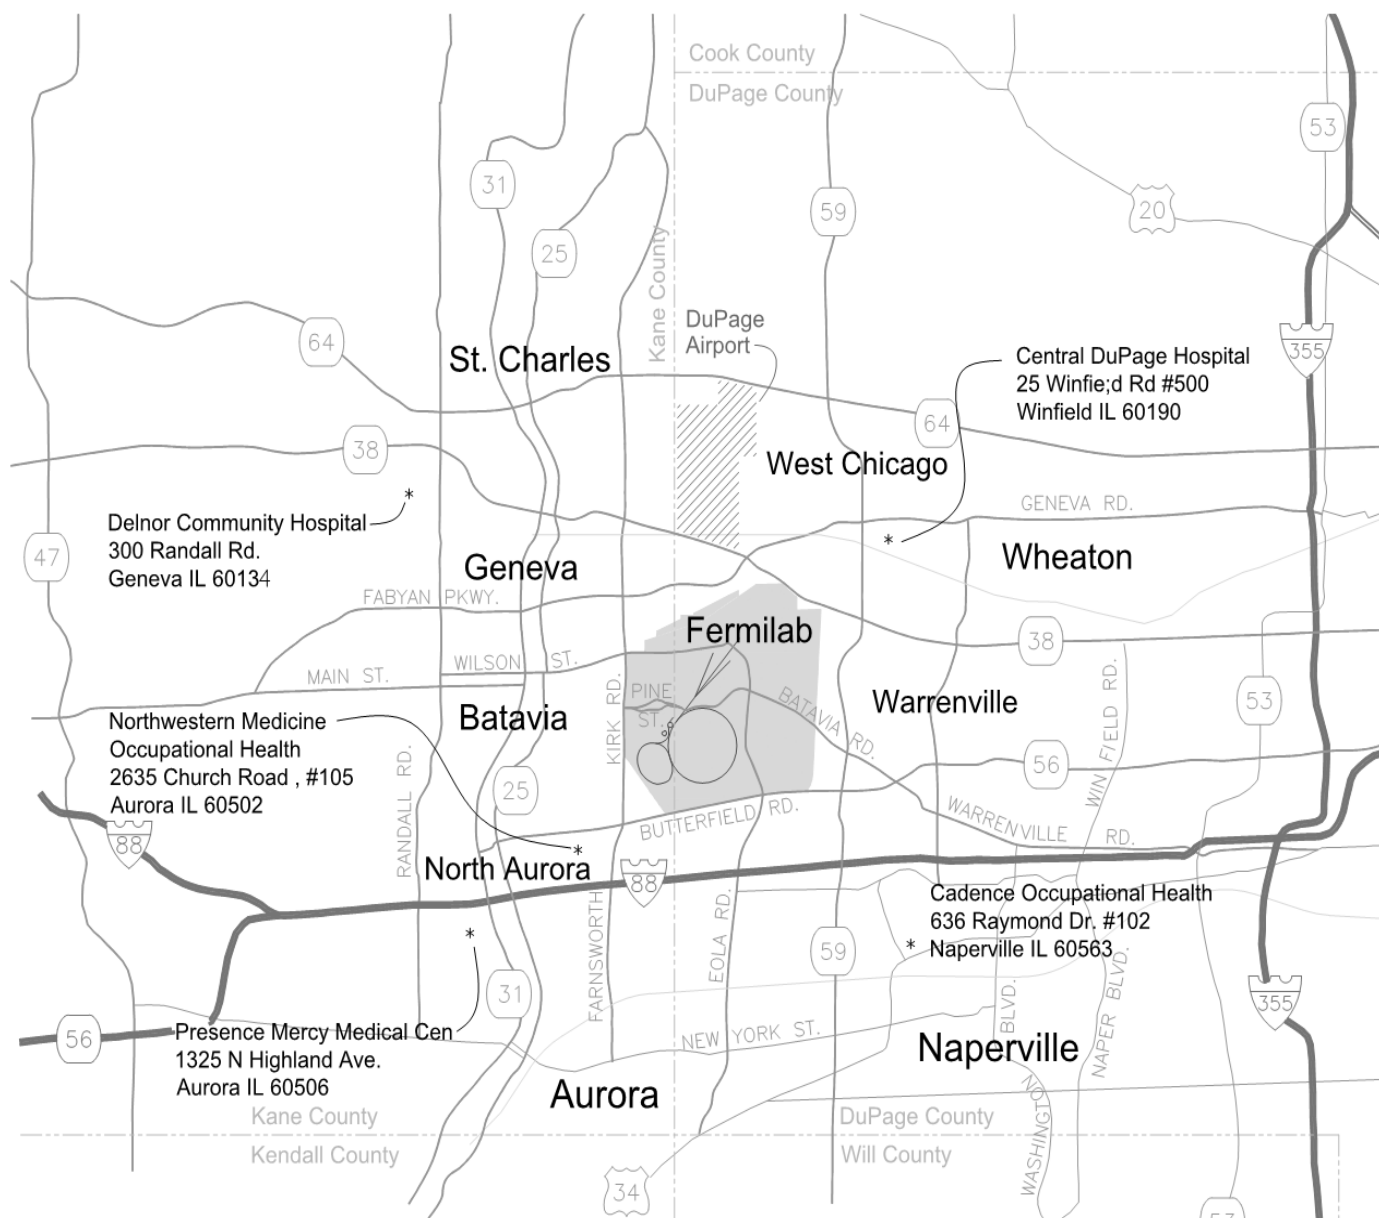 Cook County
DuPage County
53
31
59
20
25
Kane County
DuPage
Airport
64
355
St. Charles
Central DuPage Hospital
25 Winfie;d Rd #500
Winfield IL 60190
64
38
West Chicago
GENEVA RD.
Delnor Community Hospital
300 Randall Rd.
Geneva IL 60134
47
Geneva
Wheaton
FABYAN PKWY.
Fermilab
38
WILSON ST.
MAIN ST.
PINE
ST.
KIRK RD.
BATAVIA RD.
Warrenville
WIN FIELD RD.
53
Batavia
Northwestern Medicine
Occupational Health
2635 Church Road , #105
Aurora IL 60502
RANDALL RD.
25
56
BUTTERFIELD RD.
WARRENVILLE RD.
88
North Aurora
88
Cadence Occupational Health
636 Raymond Dr. #102
Naperville IL 60563
FARNSWORTH
EOLA RD.
59
31
355
BLVD.
NAPER BLVD.
56
Presence Mercy Medical Cen
1325 N Highland Ave.
Aurora IL 60506
NEW YORK ST.
Naperville
WASHINGTON
Aurora
Kane County
DuPage County
Kendall County
Will County
34